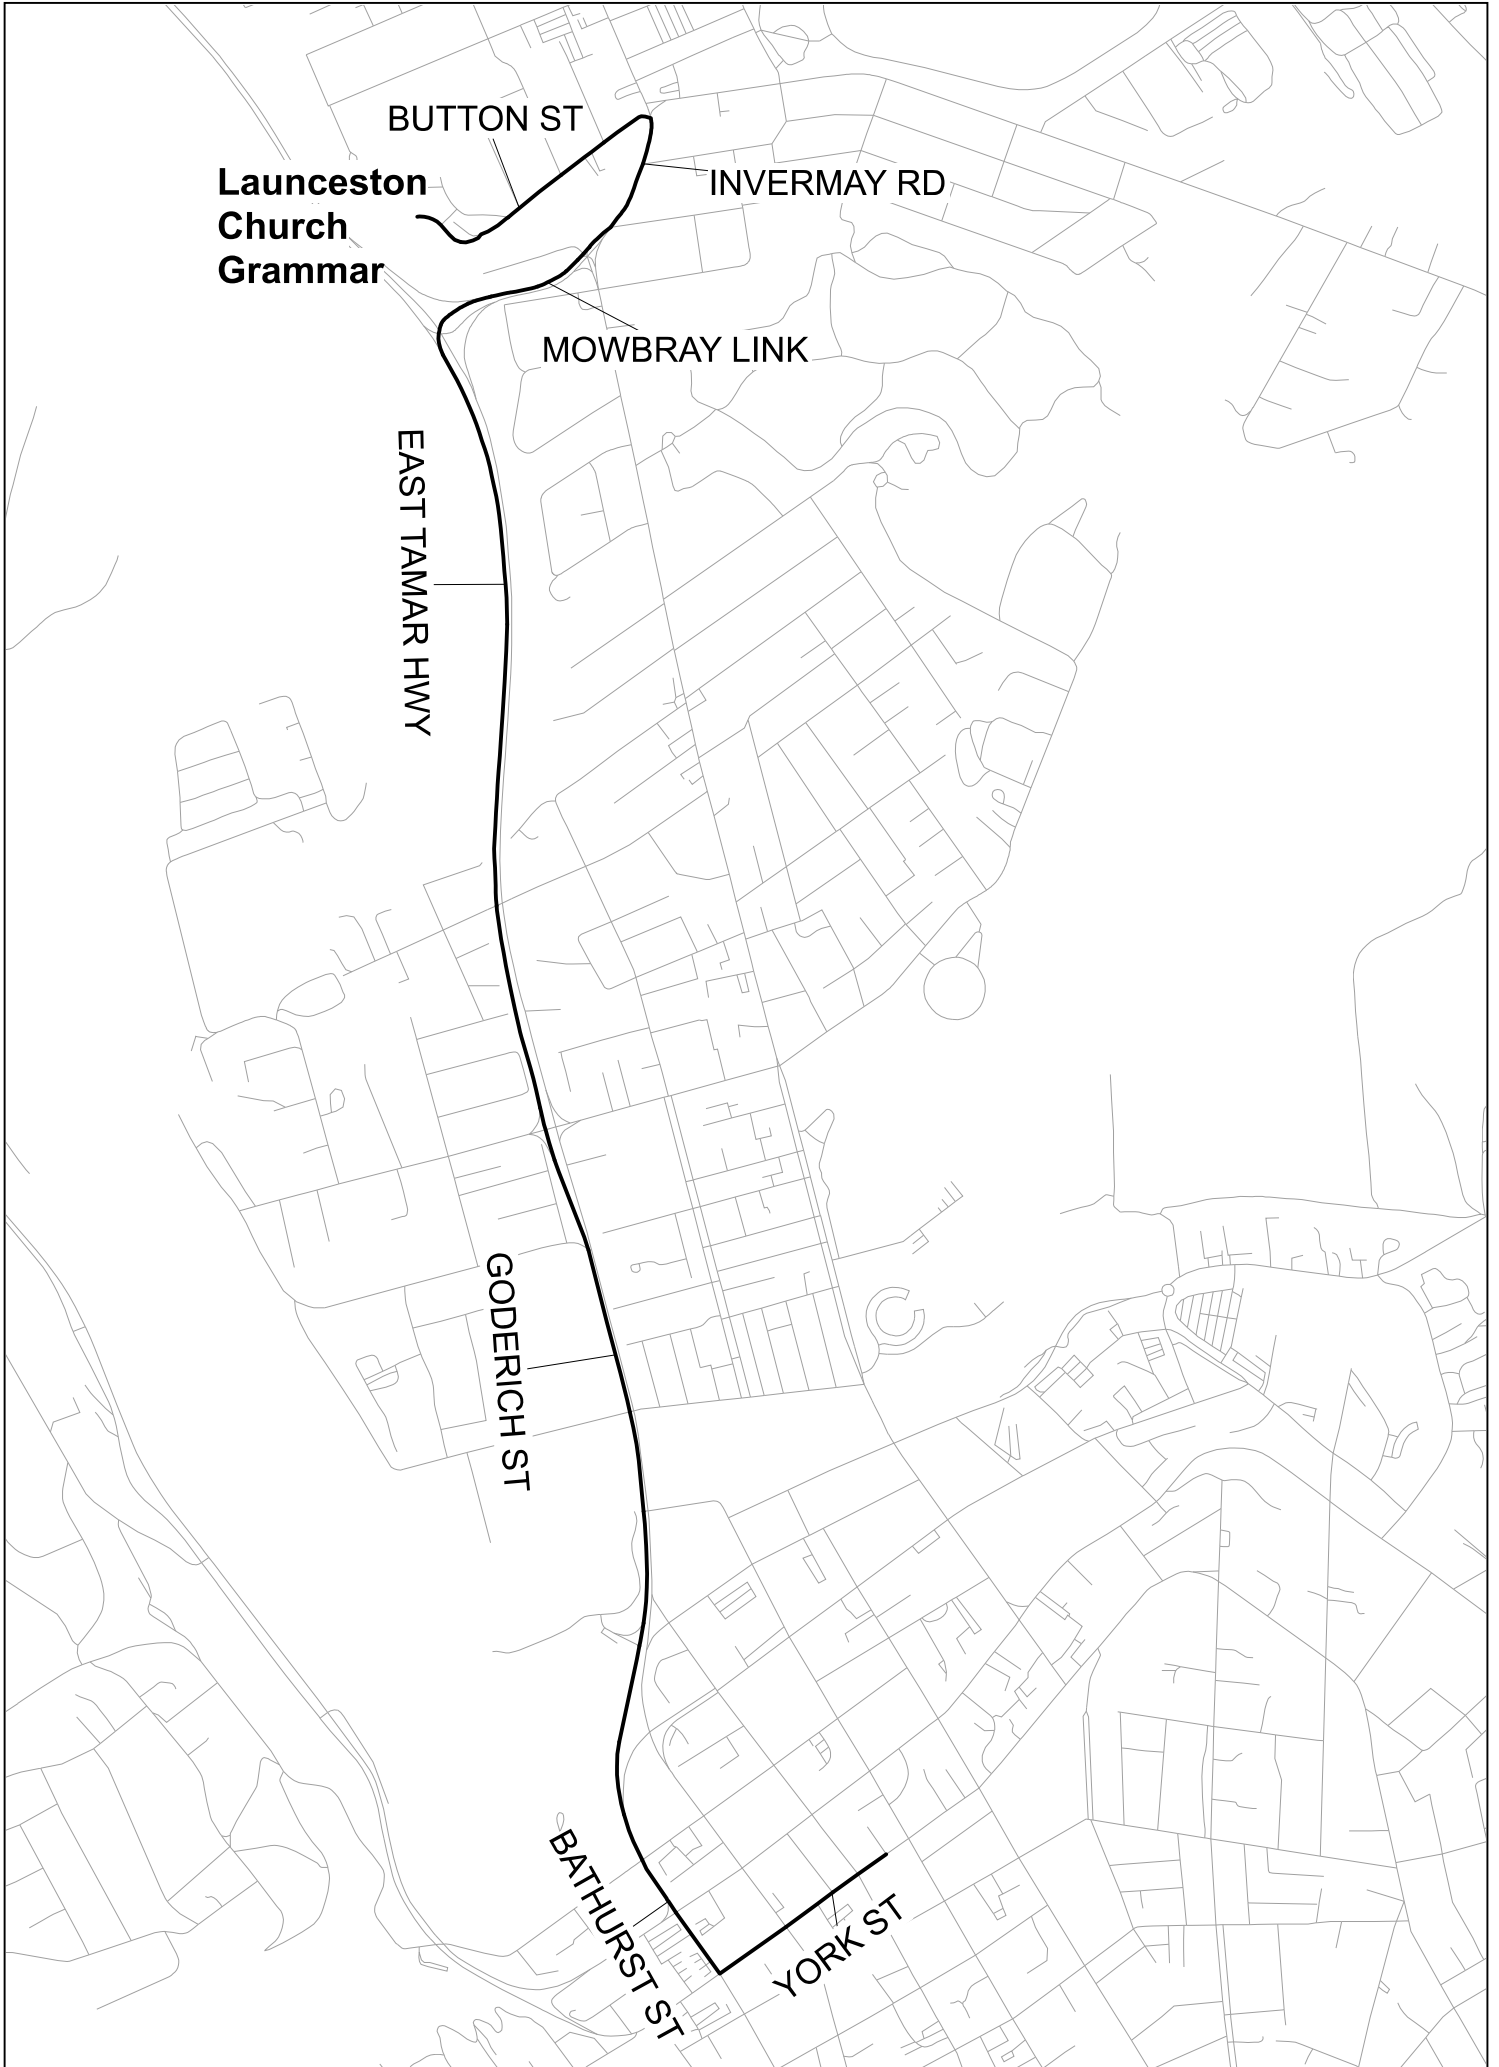 BUTTON ST
Launceston
Church
Grammar
INVERMAY RD
MOWBRAY LINK
EAST TAMAR HWY
GODERICH ST
BATHURST ST
YORK ST